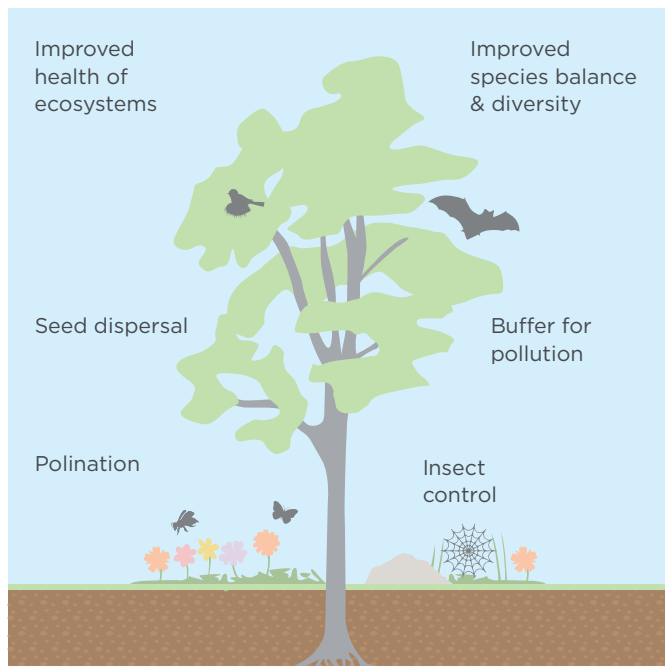 Improved
health of
ecosystems
Improved
species balance
& diversity
Seed dispersal
Buffer for
pollution
Polination
Insect
control